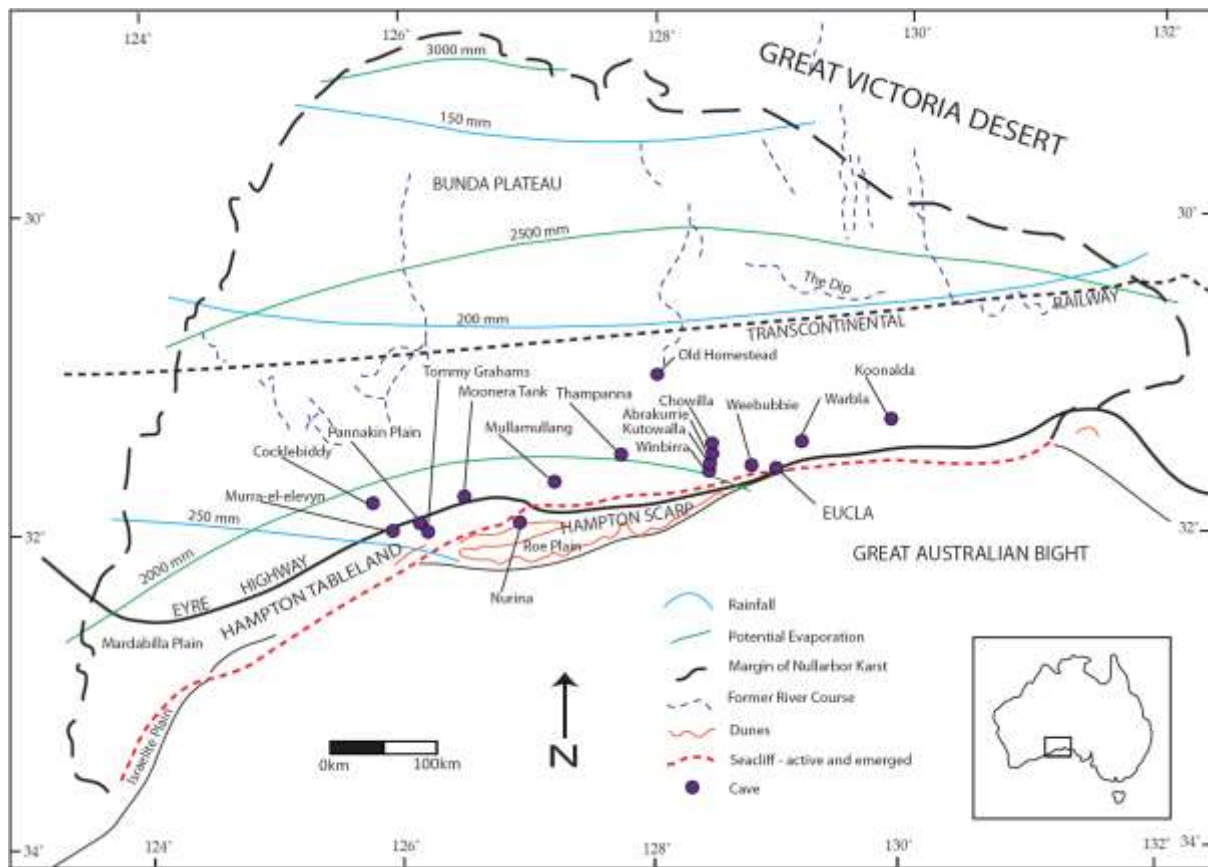 124°
126°
128°
130°
132°
3000 mm
GREAT VICTORIA DESERT
150 mm
BUNDA PLATEAU
30°
30°
2500 mm
The Dip
200 mm
TRANSCONTINENTAL
RAILWAY
Old Homestead
Tommy Grahams
Moonera Tank
Thampanna
Chowilla
Koonalda
Abrakurrie
Weebubbie
Warbla
Pannakin Plain
Mullamullang
Kutowalla
Winbirra
Cocklebiddy
Murra-el-elevyn
250 mm
HAMPTON SCARP
EUCLA
32°
32°
Roe Plain
GREAT AUSTRALIAN BIGHT
2000 mm
EYRE HIGHWAY
HAMPTON TABLELAND
Nurina
Mardabilla Plain
Israelite Plain
Rainfall
Potential Evaporation
Margin of Nullarbor Karst
Former River Course
Dunes
Seacliff - active and emerged
Cave
N
0km
100km
34°
124°
126°
128°
130°
132°
34°